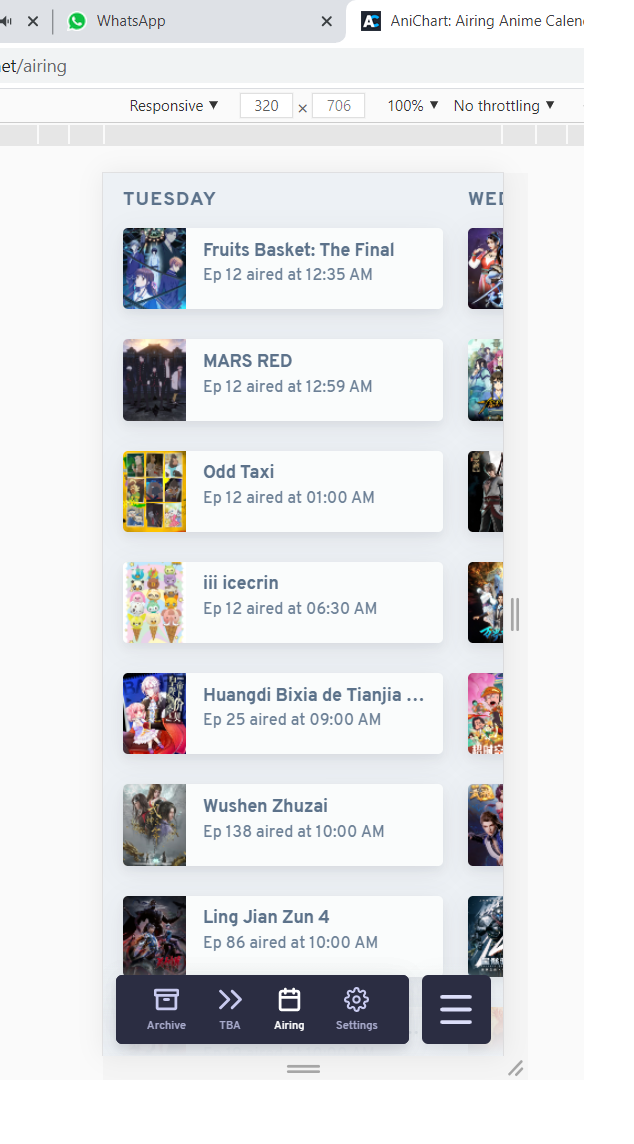 WhatsApp
AniChart: Airing Anime Calen
et/airing
Responsive ▼ 320 × 706 100% ▼ No throttling ▼
TUESDAY
WED
Fruits Basket: The Final
Ep 12 aired at 12:35 AM
MARS RED
Ep 12 aired at 12:59 AM
Odd Taxi
Ep 12 aired at 01:00 AM
iii icecrin
Ep 12 aired at 06:30 AM
Huangdi Bixia de Tianjia ...
Ep 25 aired at 09:00 AM
Wushen Zhuzai
Ep 138 aired at 10:00 AM
Ling Jian Zun 4
Ep 86 aired at 10:00 AM
Archive TBA Airing Settings